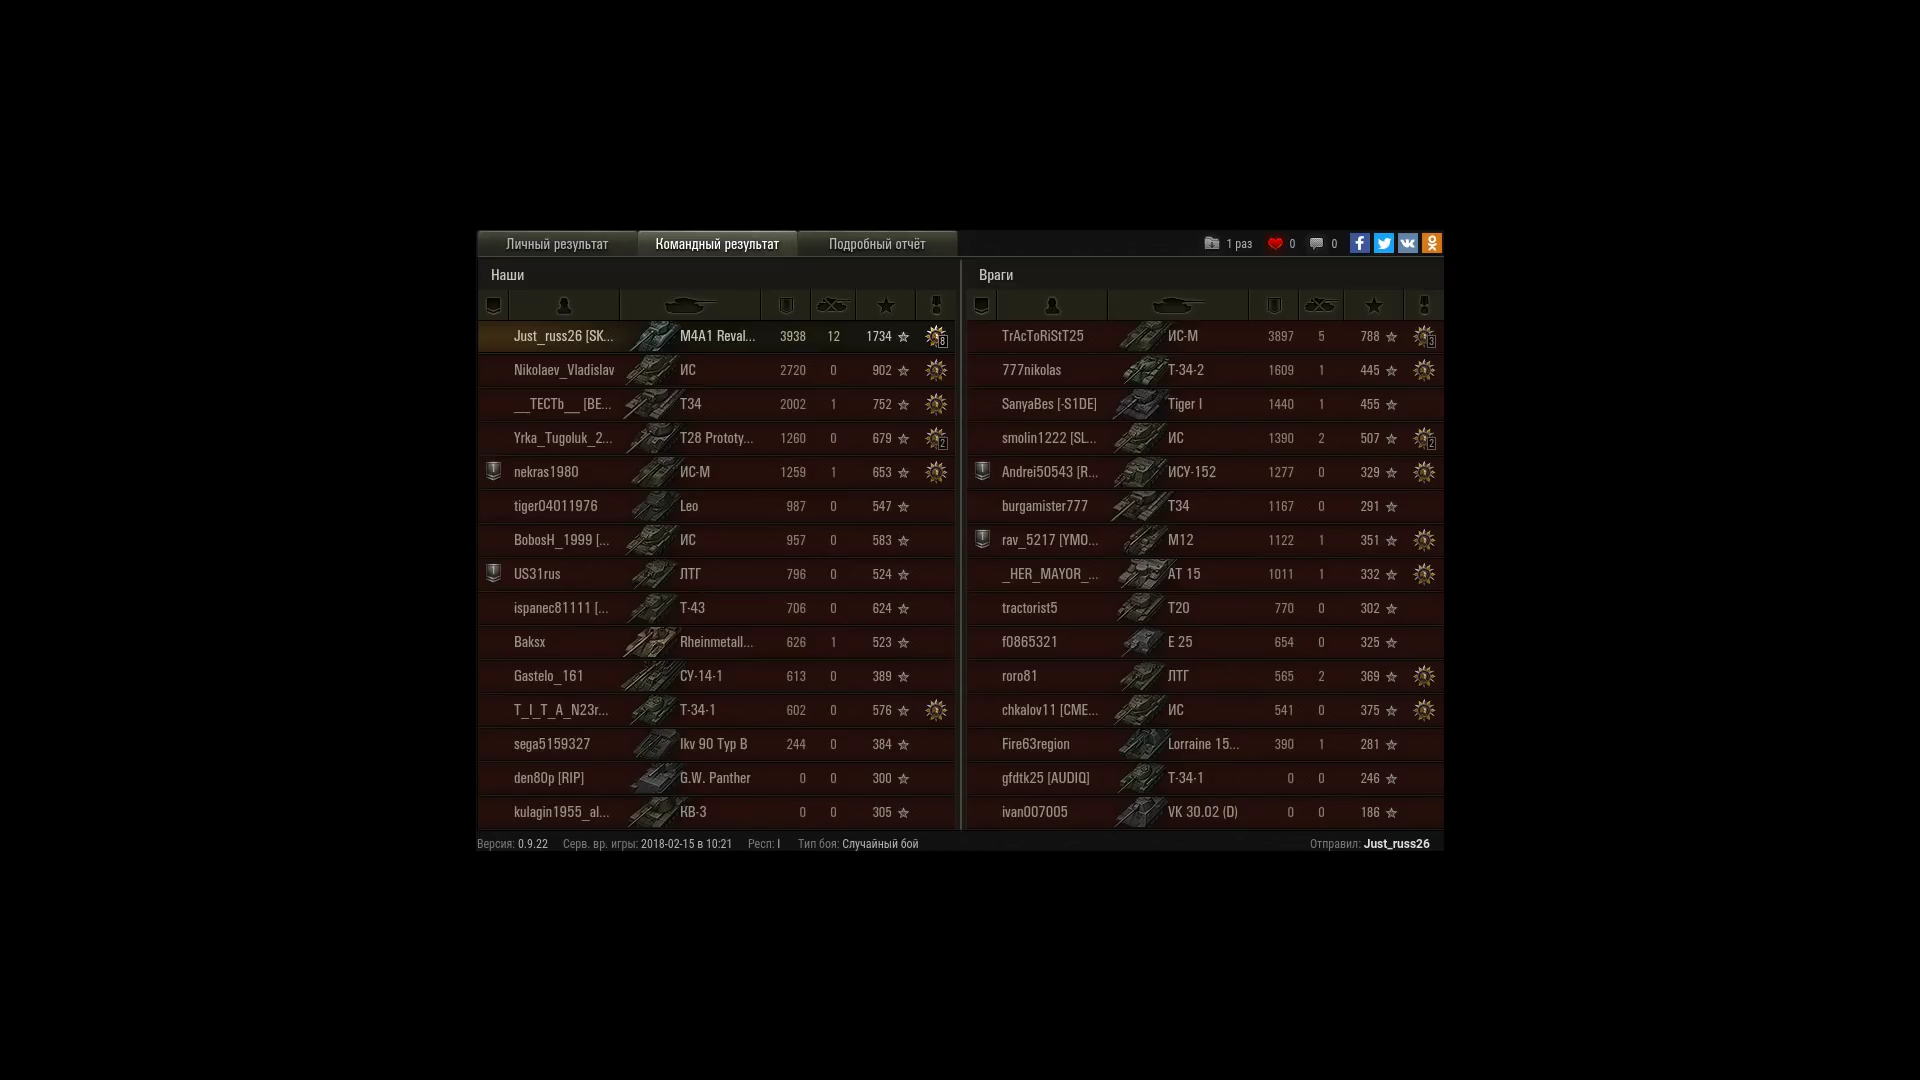 Личный результат Командный результат Подробный отчёт 1 раз 0 0
Наши Враги
Just_russ26 [SK... M4A1 Reval... 3938 12 1734 8 TrAcToRiStT25 ИС-М 3897 5 788 3
Nikolaev_Vladislav ИС 2720 0 902 777nikolas Т-34-2 1609 1 445
__TECTb__ [BE... T34 2002 1 752 SanyaBes [-S1DE] Tiger I 1440 1 455
Yrka_Tugoluk_2... T28 Prototy... 1260 0 679 2 smolin1222 [SL... ИС 1390 2 507 2
1 nekras1980 ИС-М 1259 1 653 1 Andrei50543 [R... ИСУ-152 1277 0 329
tiger04011976 Leo 987 0 547 burgamister777 T34 1167 0 291
BobosH_1999 [... ИС 957 0 583 1 rav_5217 [YMO... M12 1122 1 351
1 US31rus ЛТГ 796 0 524 _HER_MAYOR_... AT 15 1011 1 332
ispanec81111 [... Т-43 706 0 624 tractorist5 T20 770 0 302
Baksx Rheinmetall... 626 1 523 f0865321 E 25 654 0 325
Gastelo_161 СУ-14-1 613 0 389 roro81 ЛТГ 565 2 369
T_I_T_A_N23r... Т-34-1 602 0 576 chkalov11 [CME... ИС 541 0 375
sega5159327 Ikv 90 Typ B 244 0 384 Fire63region Lorraine 15... 390 1 281
den80p [RIP] G.W. Panther 0 0 300 gfdtk25 [AUDIQ] Т-34-1 0 0 246
kulagin1955_al... КВ-3 0 0 305 ivan007005 VK 30.02 (D) 0 0 186
Версия: 0.9.22 Серв. вр. игры: 2018-02-15 в 10:21 Респ: I Тип боя: Случайный бой Отправил: Just_russ26